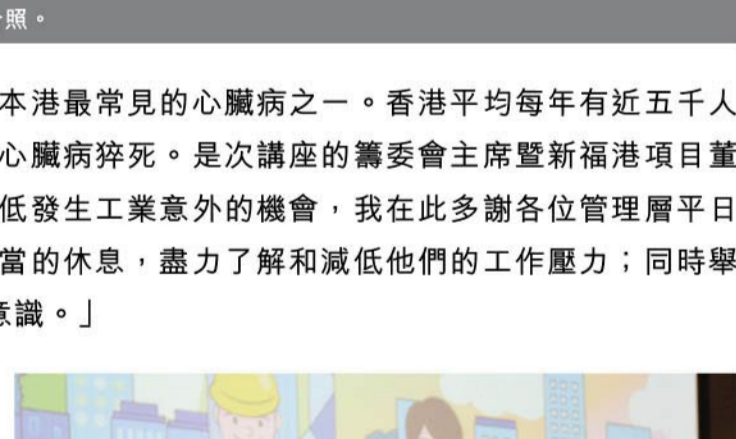 照。
本港最常見的心臟病之一。香港平均每年有近五千人
心臟病猝死。是次講座的籌委會主席暨新福港項目董
低發生工業意外的機會，我在此多謝各位管理層平日
當的休息，盡力了解和減低他們的工作壓力；同時舉
意識。」